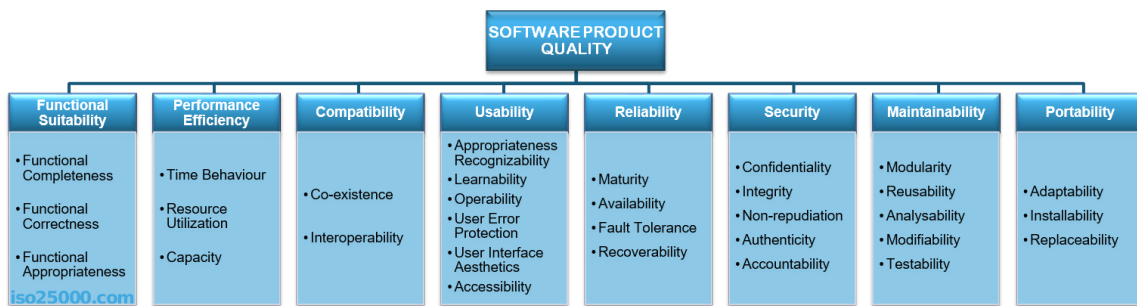 SOFTWARE PRODUCT
QUALITY
Functional
Suitability
• Functional
Completeness
• Functional
Correctness
• Functional
Appropriateness
Performance
Efficiency
• Time Behaviour
• Resource
Utilization
• Capacity
Compatibility
• Co-existence
• Interoperability
Usability
• Appropriateness
Recognizability
• Learnability
• Operability
• User Error
Protection
• User Interface
Aesthetics
• Accessibility
Reliability
• Maturity
• Availability
• Fault Tolerance
• Recoverability
Security
• Confidentiality
• Integrity
• Non-repudiation
• Authenticity
• Accountability
Maintainability
• Modularity
• Reusability
• Analysability
• Modifiability
• Testability
Portability
• Adaptability
• Installability
• Replaceability
iso25000.com